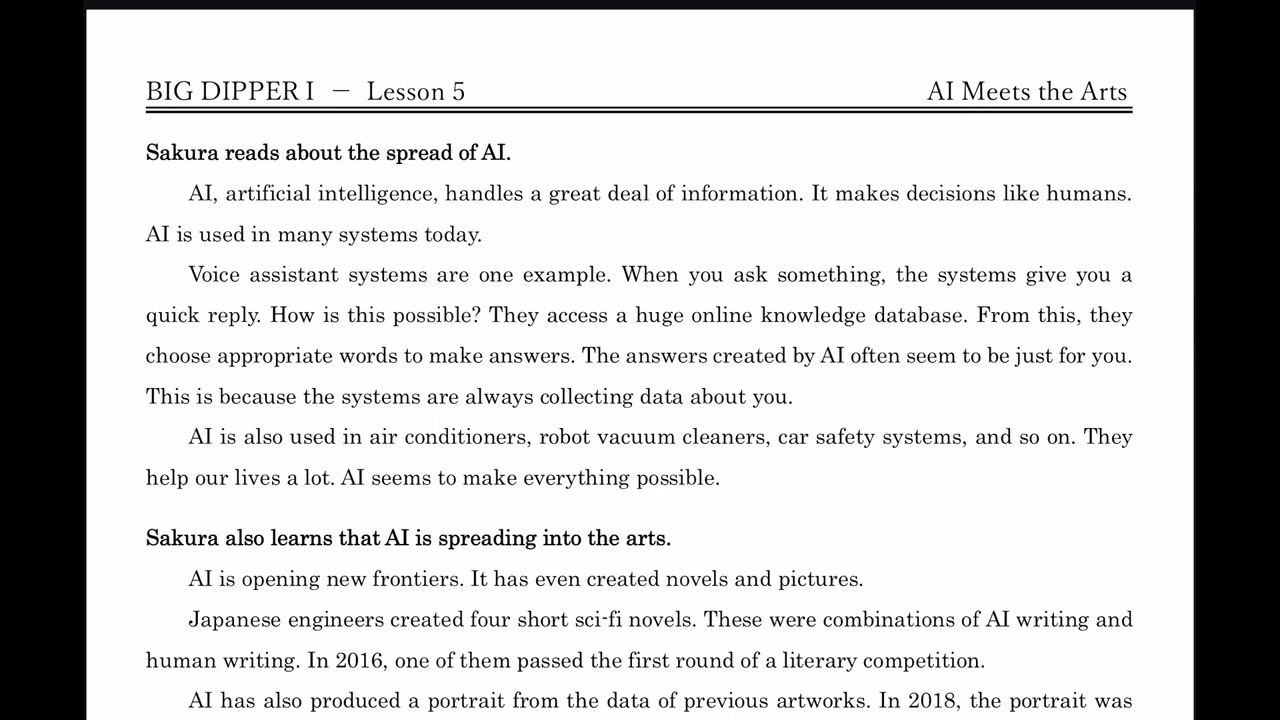 BIG DIPPER I － Lesson 5
AI Meets the Arts
Sakura reads about the spread of AI.
AI, artificial intelligence, handles a great deal of information. It makes decisions like humans.
AI is used in many systems today.
Voice assistant systems are one example. When you ask something, the systems give you a
quick reply. How is this possible? They access a huge online knowledge database. From this, they
choose appropriate words to make answers. The answers created by AI often seem to be just for you.
This is because the systems are always collecting data about you.
AI is also used in air conditioners, robot vacuum cleaners, car safety systems, and so on. They
help our lives a lot. AI seems to make everything possible.
Sakura also learns that AI is spreading into the arts.
AI is opening new frontiers. It has even created novels and pictures.
Japanese engineers created four short sci-fi novels. These were combinations of AI writing and
human writing. In 2016, one of them passed the first round of a literary competition.
AI has also produced a portrait from the data of previous artworks. In 2018, the portrait was